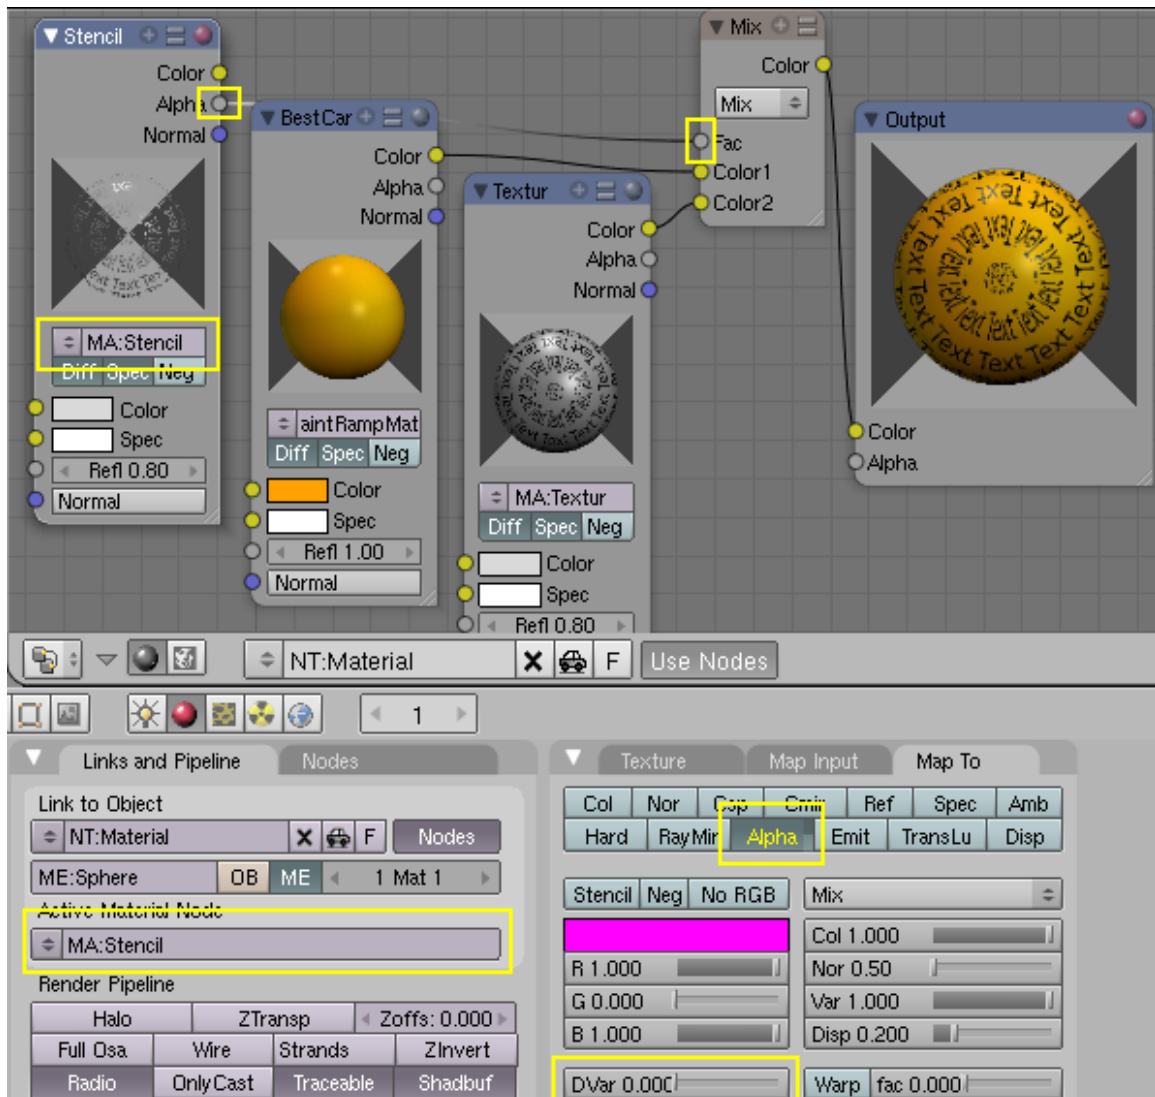 Stencil
Color
Alpha
Normal
MA:Stencil
Diff Spec Neg
Color
Spec
Refl 0.80
Normal
BestCar
Color
Alpha
Normal
aintRampMat
Diff Spec Neg
Color
Spec
Refl 1.00
Normal
Textur
Color
Alpha
Normal
MA:Textur
Diff Spec Neg
Color
Spec
Refl 0.80
Mix
Color
Mix
Fac
Color1
Color2
Output
Text Text Text
Color
Alpha
NT:Material F Use Nodes
1
Links and Pipeline Nodes
Link to Object
NT:Material F Nodes
ME:Sphere OB ME 1 Mat 1
Active Material Node
MA:Stencil
Render Pipeline
Halo ZTransp Zoffs: 0.000
Full Osa Wire Strands ZInvert
Radio OnlyCast Traceable Shadbuf
Texture Map Input Map To
Col Nor Csp Cmir Ref Spec Amb
Hard RayMir Alpha Emit TransLu Disp
Stencil Neg No RGB Mix
Col 1.000
R 1.000 Nor 0.50
G 0.000 Var 1.000
B 1.000 Disp 0.200
DVar 0.000 Warp fac 0.000